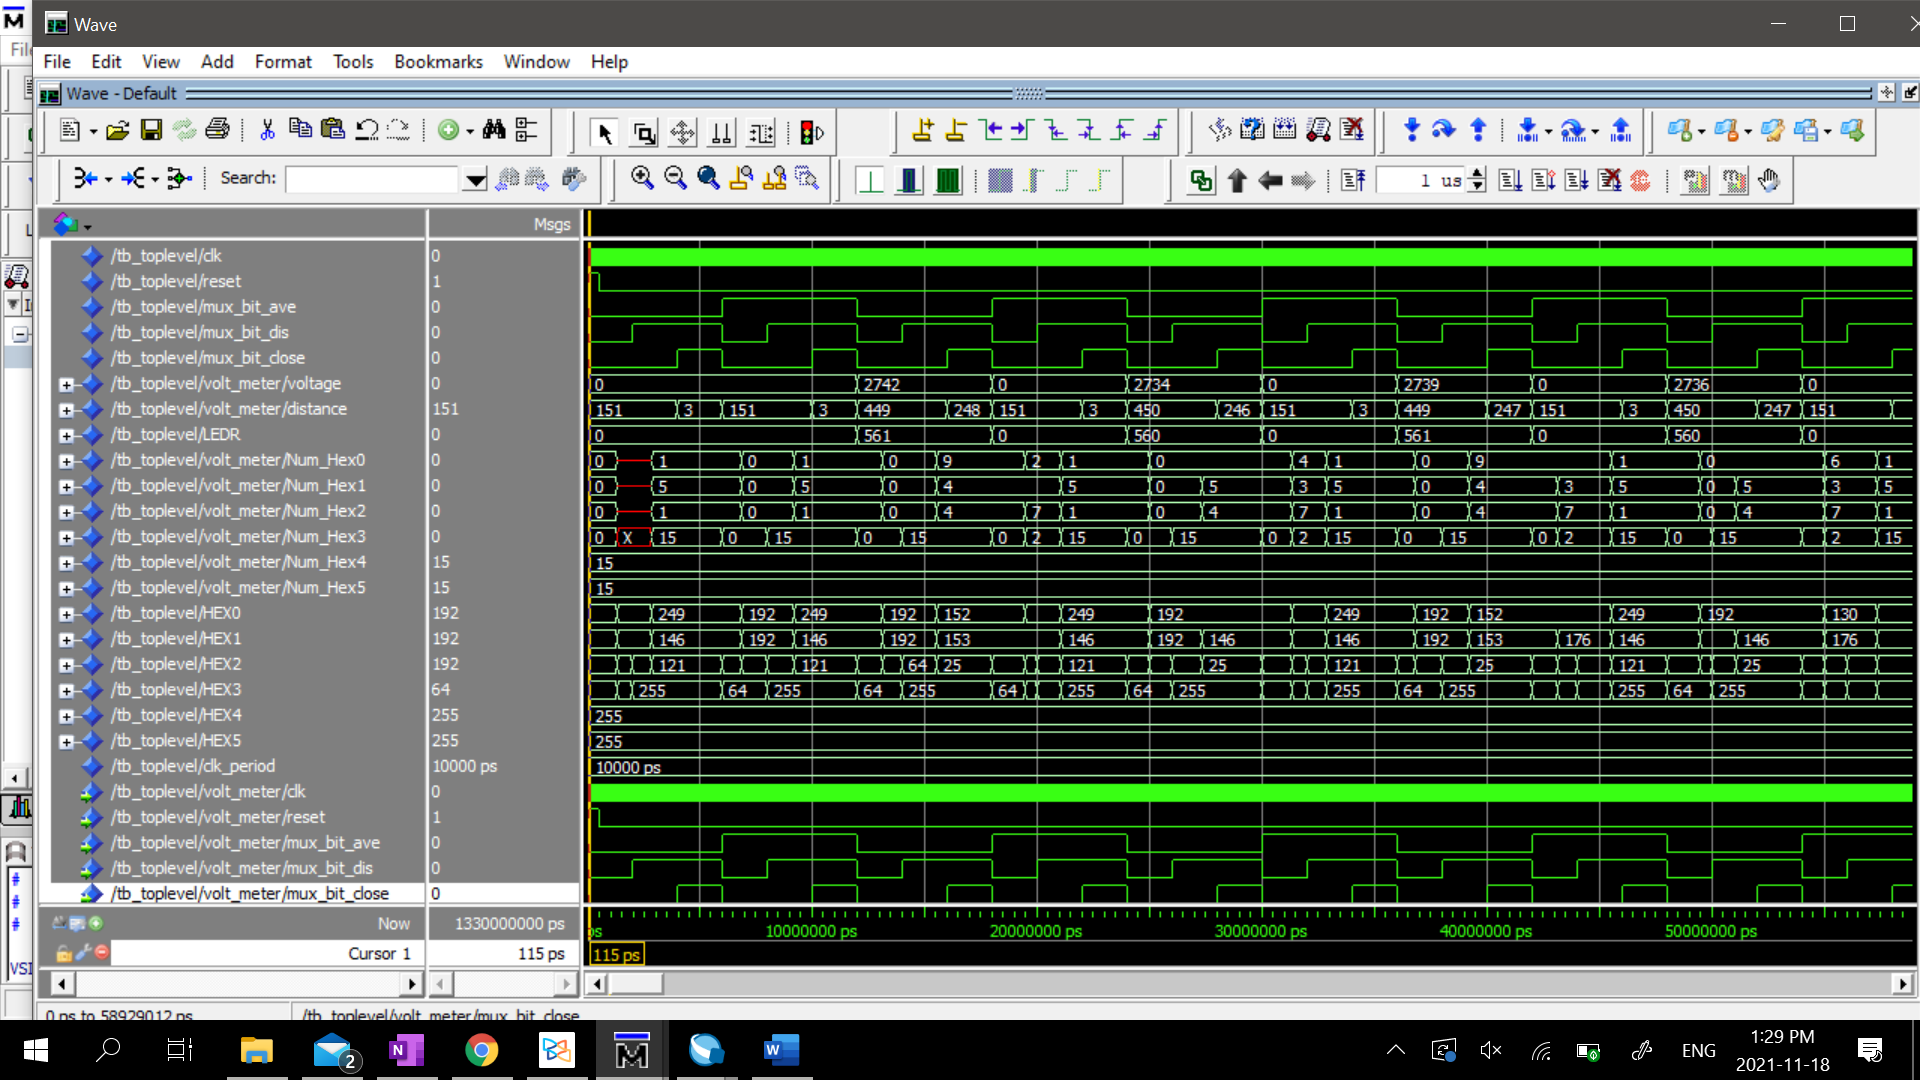 Wave
File Edit View Add Format Tools Bookmarks Window Help
Wave - Default
Search:
1 us
Msgs
/tb_toplevel/clk 0
/tb_toplevel/reset 1
/tb_toplevel/mux_bit_ave 0
/tb_toplevel/mux_bit_dis 0
/tb_toplevel/mux_bit_close 0
/tb_toplevel/volt_meter/voltage 0 0 2742 0 2734 0 2739 0 2736 0
/tb_toplevel/volt_meter/distance 151 151 3 151 3 449 248 151 3 450 246 151 3 449 247 151 3 450 247 151
/tb_toplevel/LEDR 0 0 561 0 560 0 561 0 560 0
/tb_toplevel/volt_meter/Num_Hex0 0 0 1 0 1 0 9 2 1 0 4 1 0 9 1 0 6 1
/tb_toplevel/volt_meter/Num_Hex1 0 0 5 0 5 0 4 5 0 5 3 5 0 4 3 5 0 5 3 5
/tb_toplevel/volt_meter/Num_Hex2 0 0 1 0 1 0 4 7 1 0 4 7 1 0 4 7 1 0 4 7 1
/tb_toplevel/volt_meter/Num_Hex3 0 0 X 15 0 15 0 15 0 2 15 0 15 0 2 15 0 15 0 2 15 0 15 2 15
/tb_toplevel/volt_meter/Num_Hex4 15 15
/tb_toplevel/volt_meter/Num_Hex5 15 15
/tb_toplevel/HEX0 192 249 192 249 192 152 249 192 249 192 152 249 192 130
/tb_toplevel/HEX1 192 146 192 146 192 153 146 192 146 146 192 153 176 146 146 176
/tb_toplevel/HEX2 192 121 121 64 25 121 25 121 25 121 25
/tb_toplevel/HEX3 64 255 64 255 64 255 64 255 64 255 255 64 255 255 64 255
/tb_toplevel/HEX4 255 255
/tb_toplevel/HEX5 255 255
/tb_toplevel/clk_period 10000 ps 10000 ps
/tb_toplevel/volt_meter/clk 0
/tb_toplevel/volt_meter/reset 1
/tb_toplevel/volt_meter/mux_bit_ave 0
/tb_toplevel/volt_meter/mux_bit_dis 0
/tb_toplevel/volt_meter/mux_bit_close 0
Now 1330000000 ps ps 10000000 ps 20000000 ps 30000000 ps 40000000 ps 50000000 ps
Cursor 1 115 ps 115 ps
0 ps to 58929012 ps /tb_toplevel/volt_meter/mux_bit_close
2
ENG
1:29 PM
2021-11-18